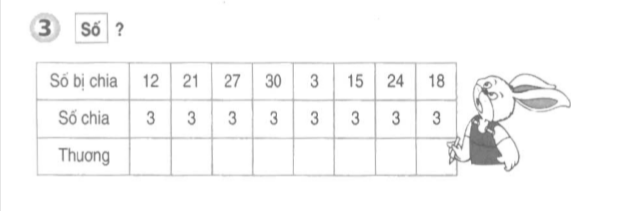 3 Số ?
Số bị chia 12 21 27 30 3 15 24 18
Số chia 3 3 3 3 3 3 3 3
Thương